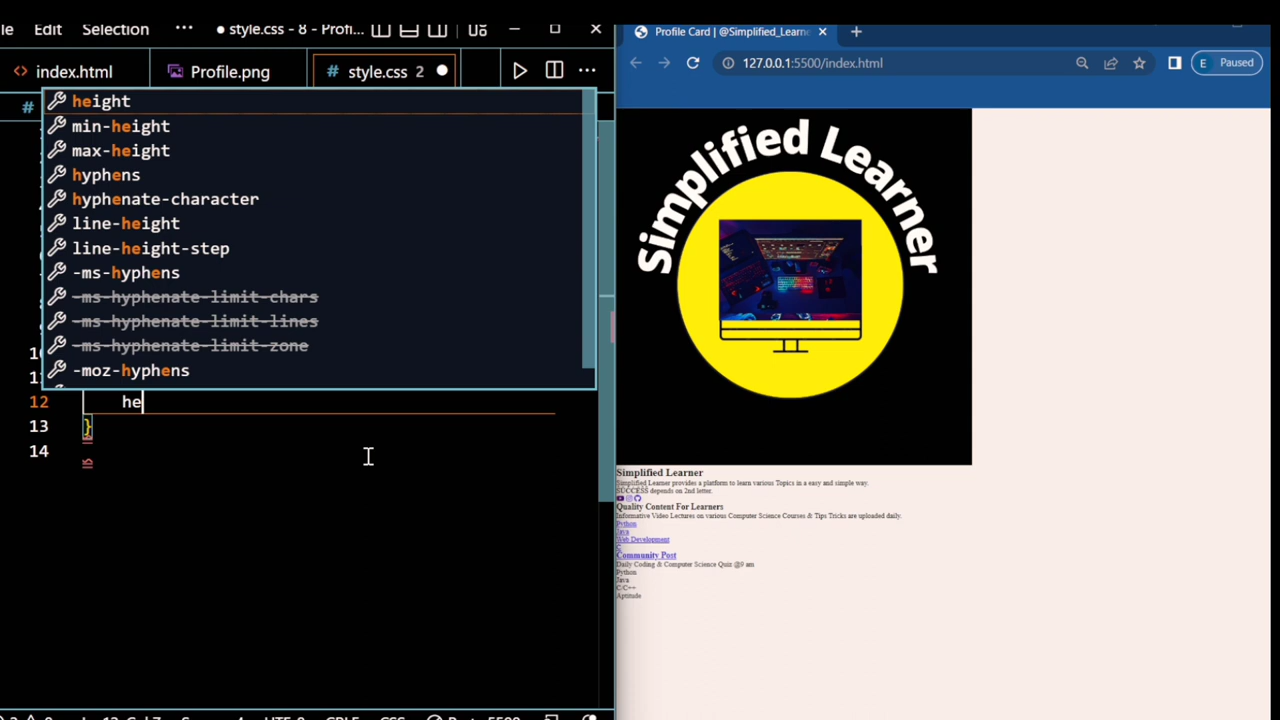 le Edit Selection ··· ● style.css - 8 - Profi...
index.html Profile.png # style.css 2
#
height
min-height
max-height
hyphens
hyphenate-character
line-height
line-height-step
-ms-hyphens
-ms-hyphenate-limit-chars
-ms-hyphenate-limit-lines
-ms-hyphenate-limit-zone
-moz-hyphens
12 he
13 }
14
Profile Card | @Simplified_Learne
127.0.0.1:5500/index.html E Paused
Simplified Learner
Simplified Learner
Simplified Learner provides a platform to learn various Topics in a easy and simple way.
SUCCESS depends on 2nd letter.
Quality Content For Learners
Informative Video Lectures on various Computer Science Courses & Tips Tricks are uploaded daily.
Python
Java
Web Development
Community Post
Daily Coding & Computer Science Quiz @9 am
Python
Java
C/C++
Aptitude